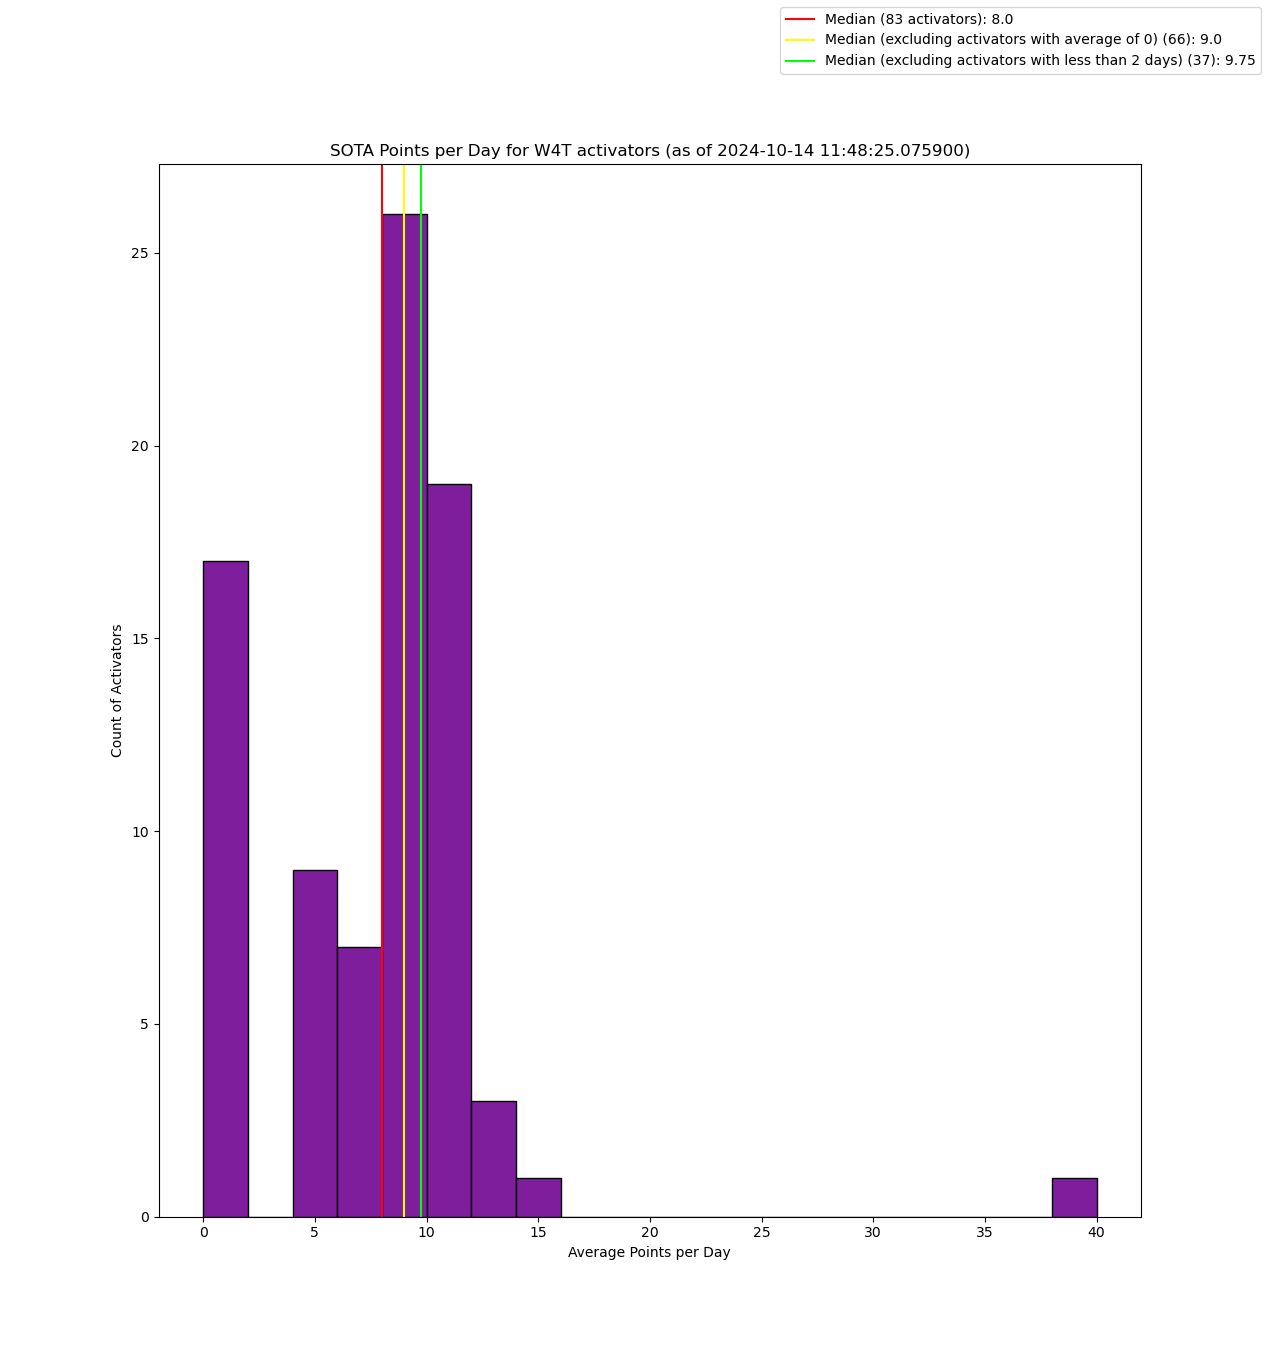 Median (83 activators): 8.0
Median (excluding activators with average of 0) (66): 9.0
Median (excluding activators with less than 2 days) (37): 9.75
SOTA Points per Day for W4T activators (as of 2024-10-14 11:48:25.075900)
25
20
15
10
5
0
Count of Activators
0 5 10 15 20 25 30 35 40
Average Points per Day